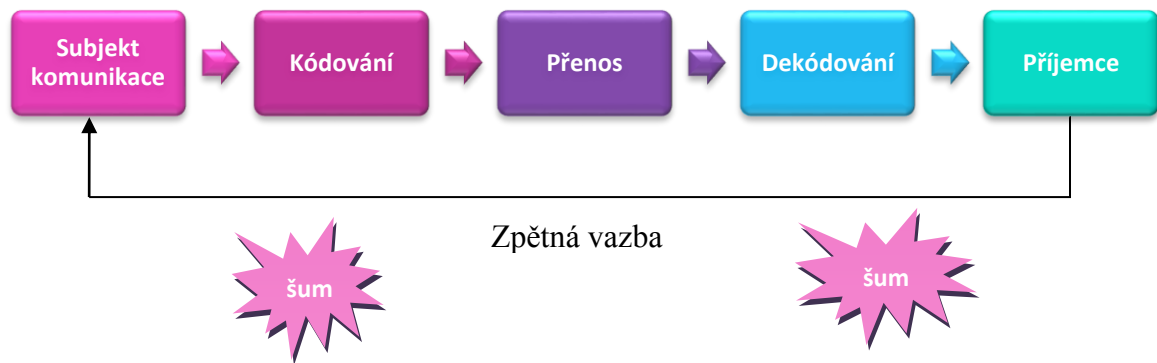 Subjekt
komunikace
Kódování
Přenos
Dekódování
Příjemce
Zpětná vazba
šum
šum